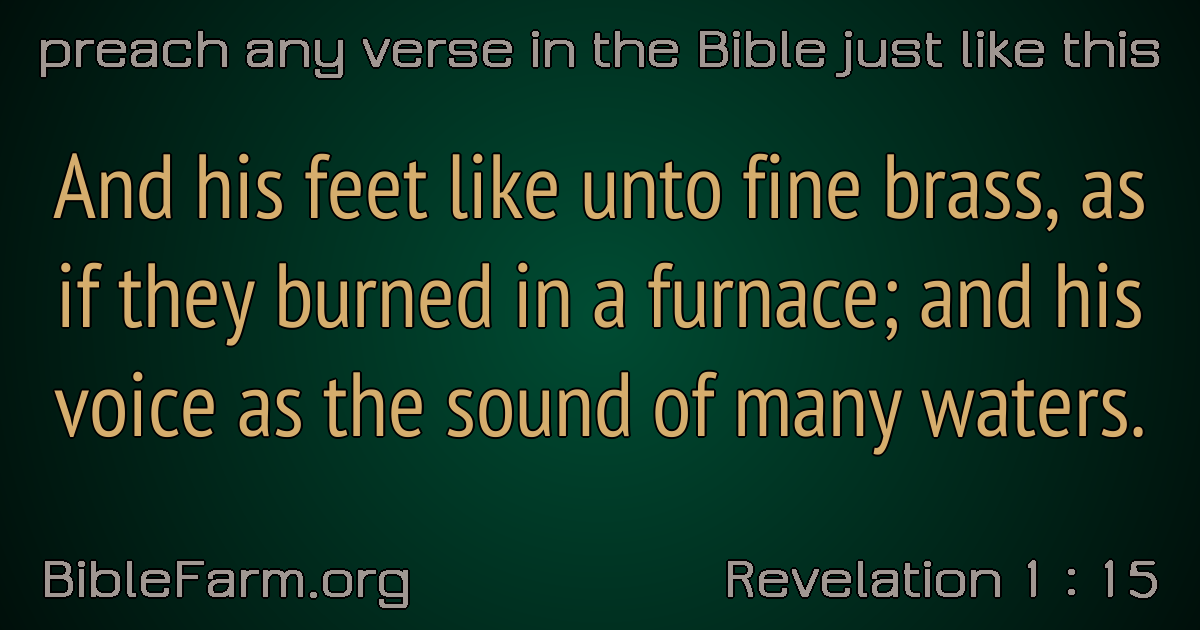 preach any verse in the Bible just like this
And his feet like unto fine brass, as
if they burned in a furnace; and his
voice as the sound of many waters.
BibleFarm.org
Revelation 1 : 15